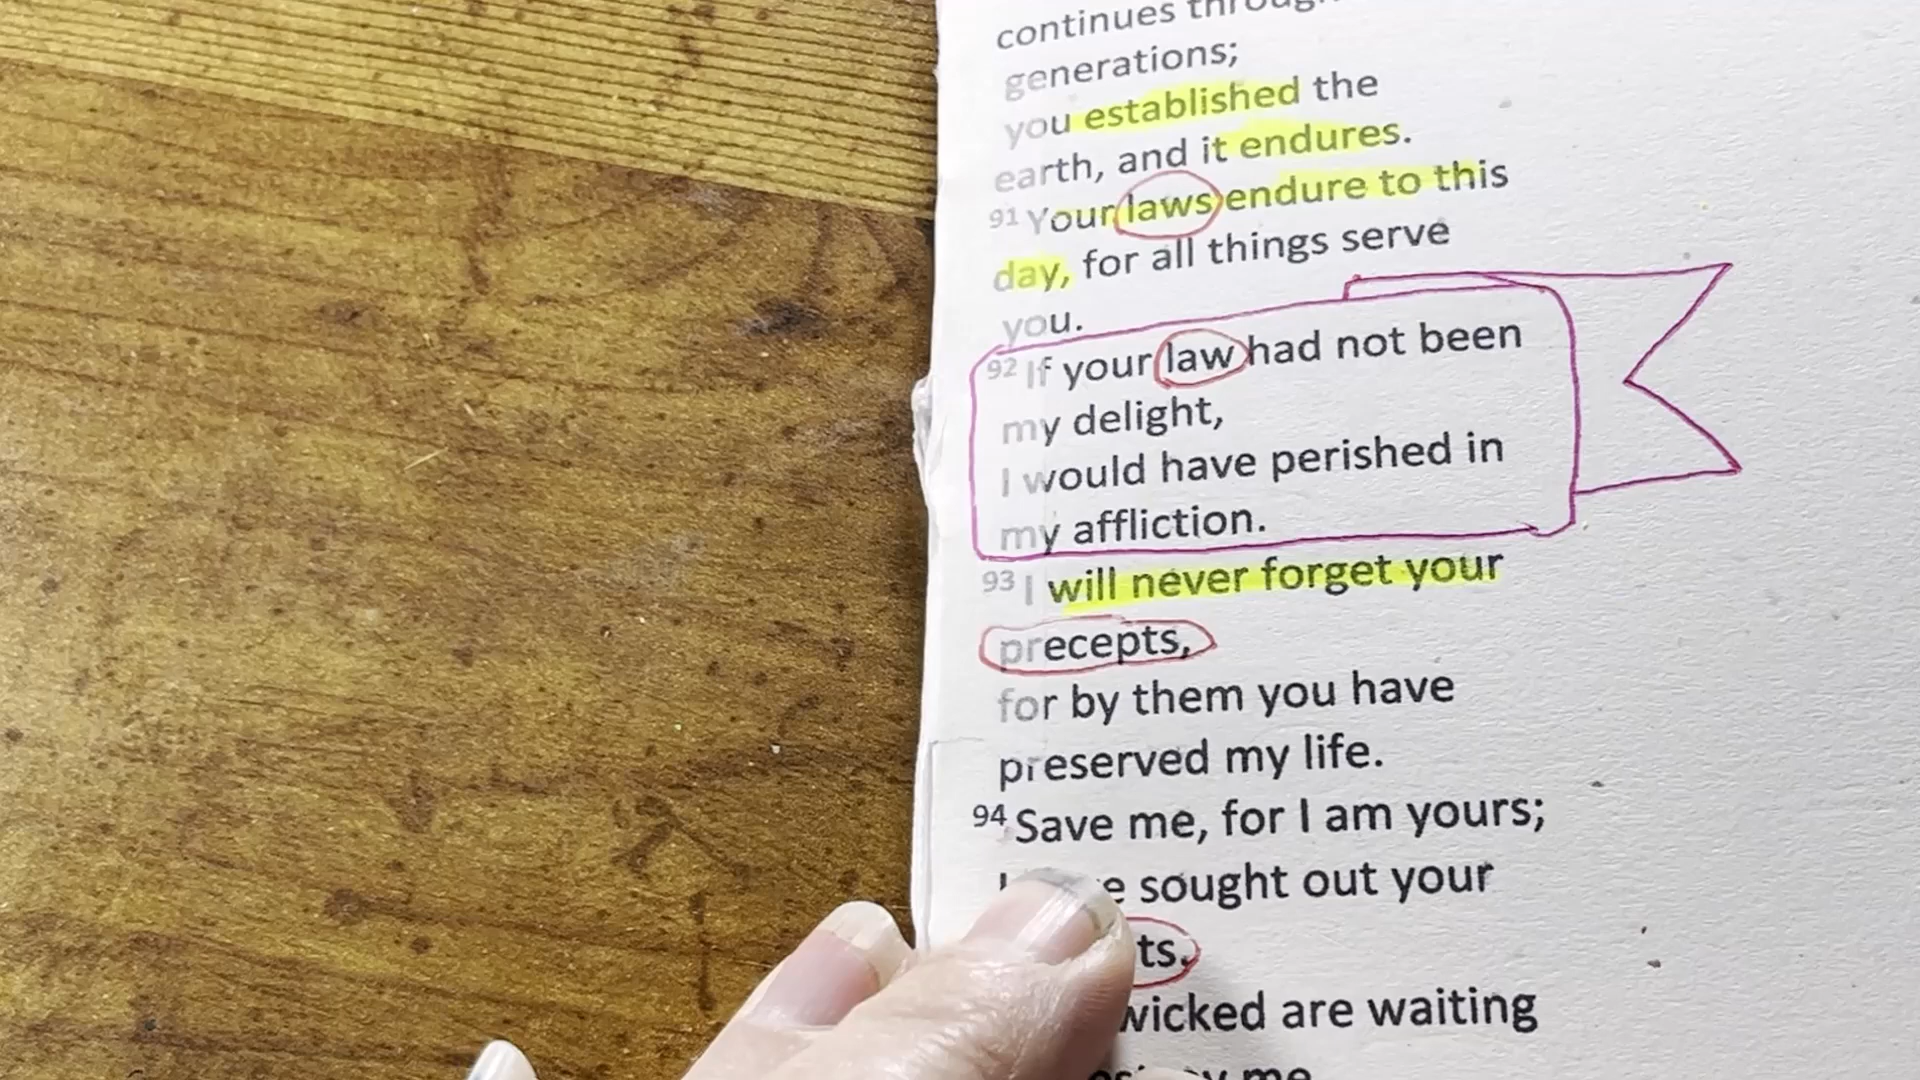 continues through
generations;
you established the
earth, and it endures.
91 Your laws endure to this
day, for all things serve
you.
92 If your law had not been
my delight,
I would have perished in
my affliction.
93 I will never forget your
precepts,
for by them you have
preserved my life.
94 Save me, for I am yours;
I sought out your
ts.
wicked are waiting
me